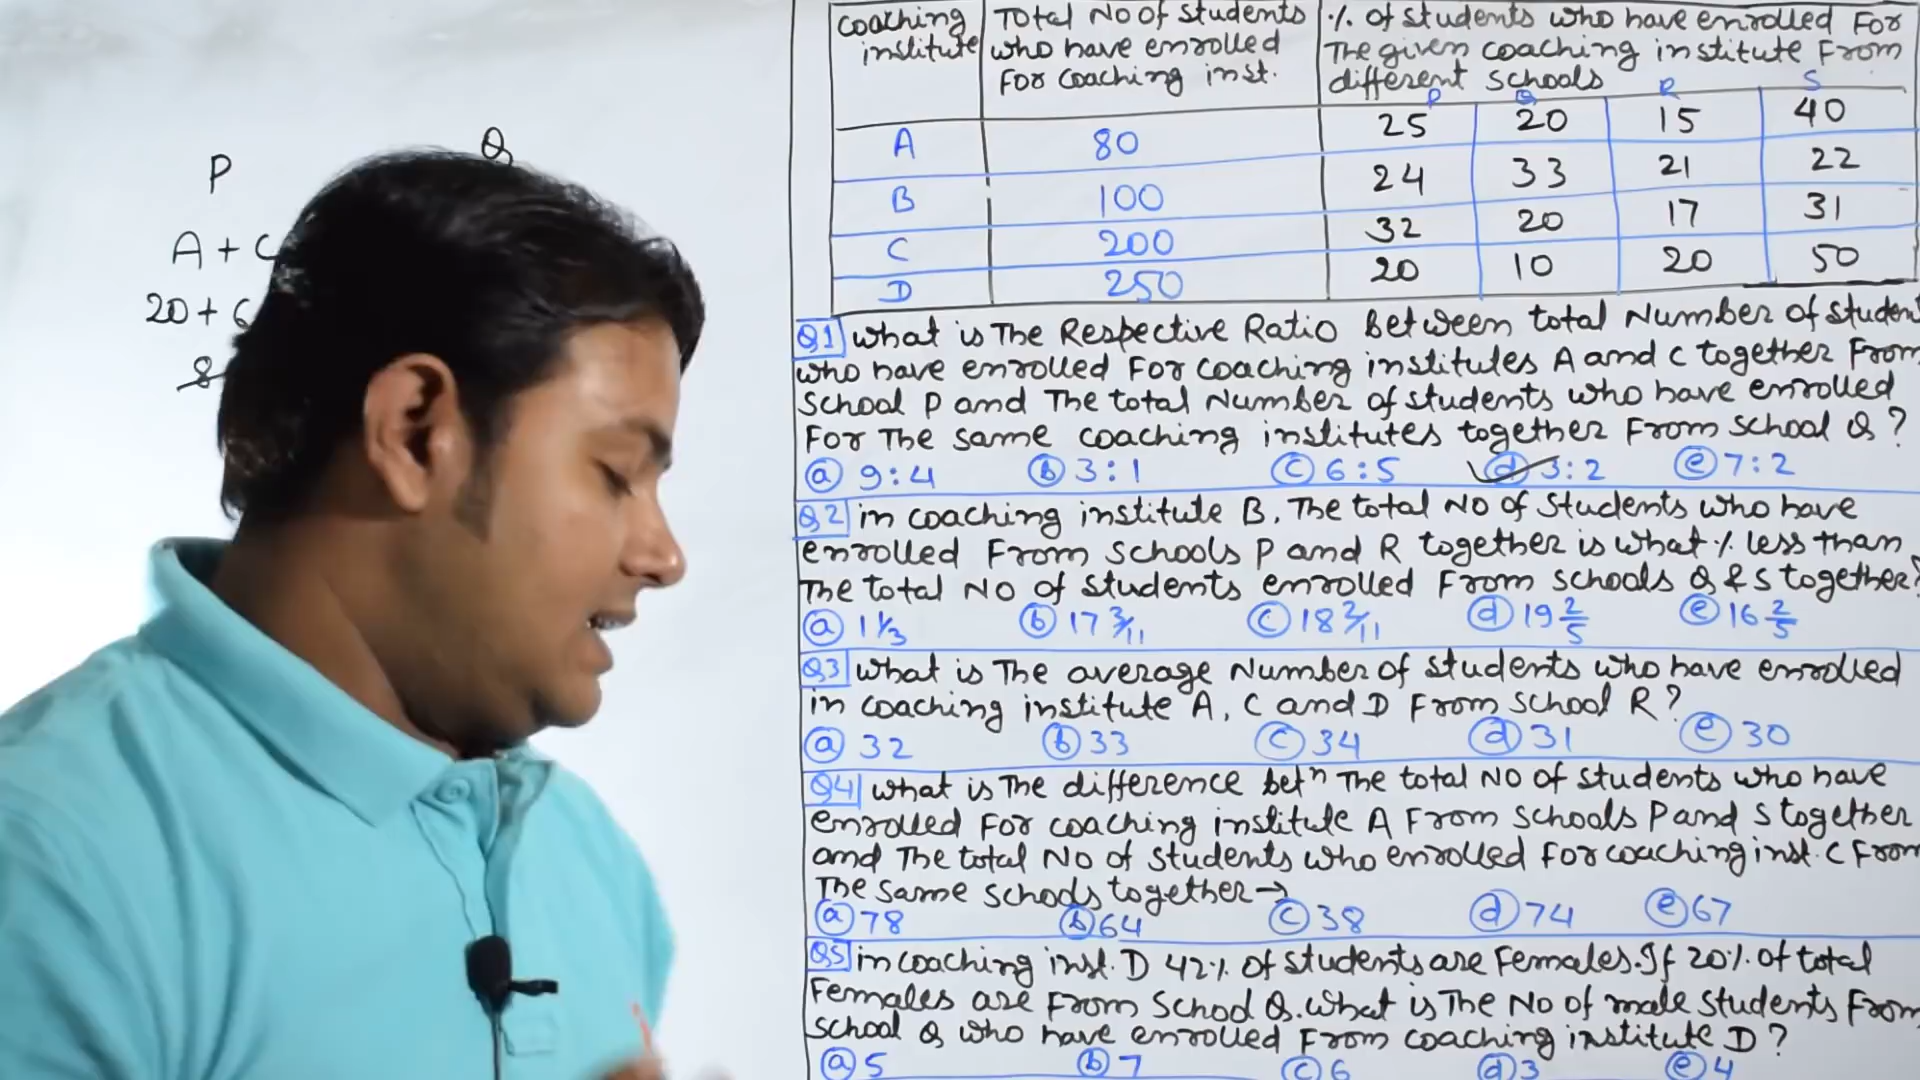 P
Q
A + C
20 + 6
8
Coaching institute | Total No of students who have enrolled For coaching inst. | % of students who have enrolled For The given coaching institute From different schools
P Q R S
A 80 25 20 15 40
B 100 24 33 21 22
C 200 32 20 17 31
D 250 20 10 20 50
Q1 what is The Respective Ratio between total Number of student
who have enrolled For coaching institutes A and C together From
School P and The total Number of students who have enrolled
For The same coaching institutes together From school Q?
(a) 9:4 (b) 3:1 (c) 6:5 (d) 3:2 (e) 7:2
Q2 in coaching institute B, The total No of students who have
enrolled From schools P and R together is what % less than
The total No of students enrolled From schools Q & S together?
(a) 1 1/3 (b) 17 3/11 (c) 18 2/11 (d) 19 2/5 (e) 16 2/5
Q3 what is The average Number of students who have enrolled
in coaching institute A, C and D From school R?
(a) 32 (b) 33 (c) 34 (d) 31 (e) 30
Q4 what is The difference betn The total No of students who have
enrolled For coaching institute A From schools P and S together
and The total No of students who enrolled For coaching inst. C From
The same schools together →
(a) 78 (b) 64 (c) 38 (d) 74 (e) 67
Q5 in coaching inst. D 42% of students are Females. If 20% of total
Females are From School Q. what is The No of male students From
school Q who have enrolled From coaching institute D?
(a) 5 (b) 7 (c) 6 (d) 3 (e) 4